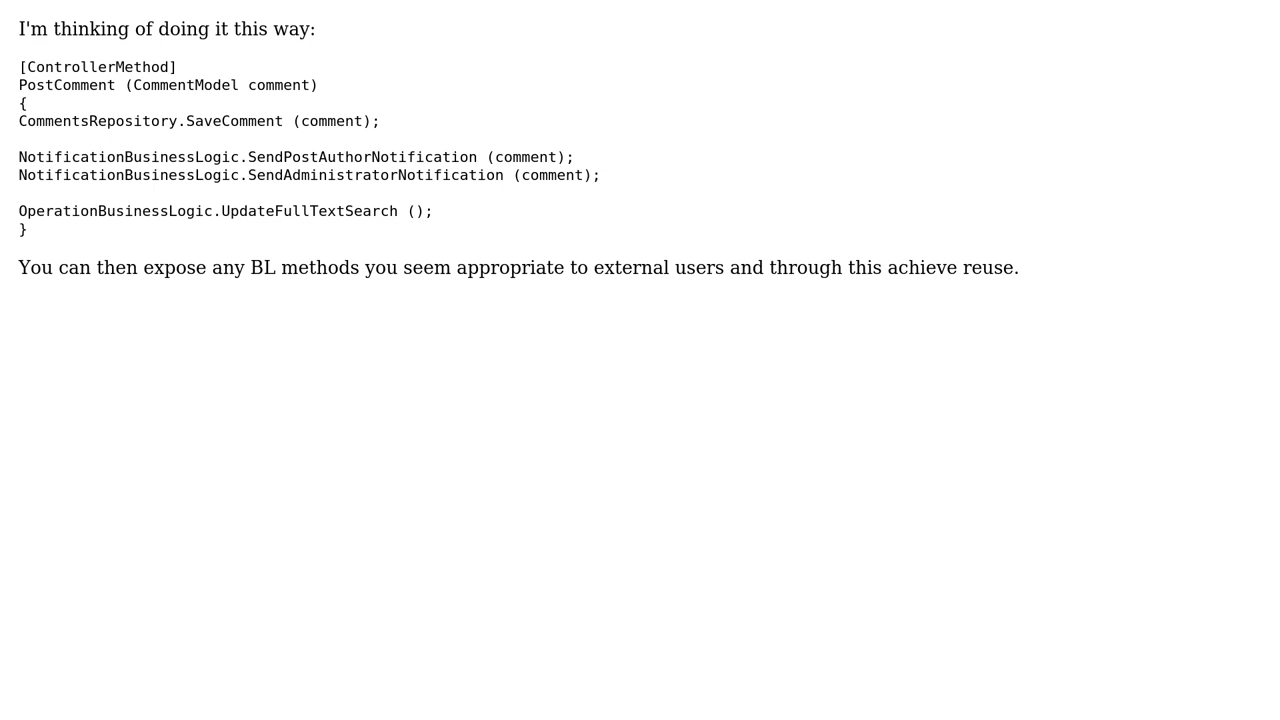 I'm thinking of doing it this way:
[ControllerMethod]
PostComment (CommentModel comment)
{
CommentsRepository.SaveComment (comment);
NotificationBusinessLogic.SendPostAuthorNotification (comment);
NotificationBusinessLogic.SendAdministratorNotification (comment);
OperationBusinessLogic.UpdateFullTextSearch ();
}
You can then expose any BL methods you seem appropriate to external users and through this achieve reuse.